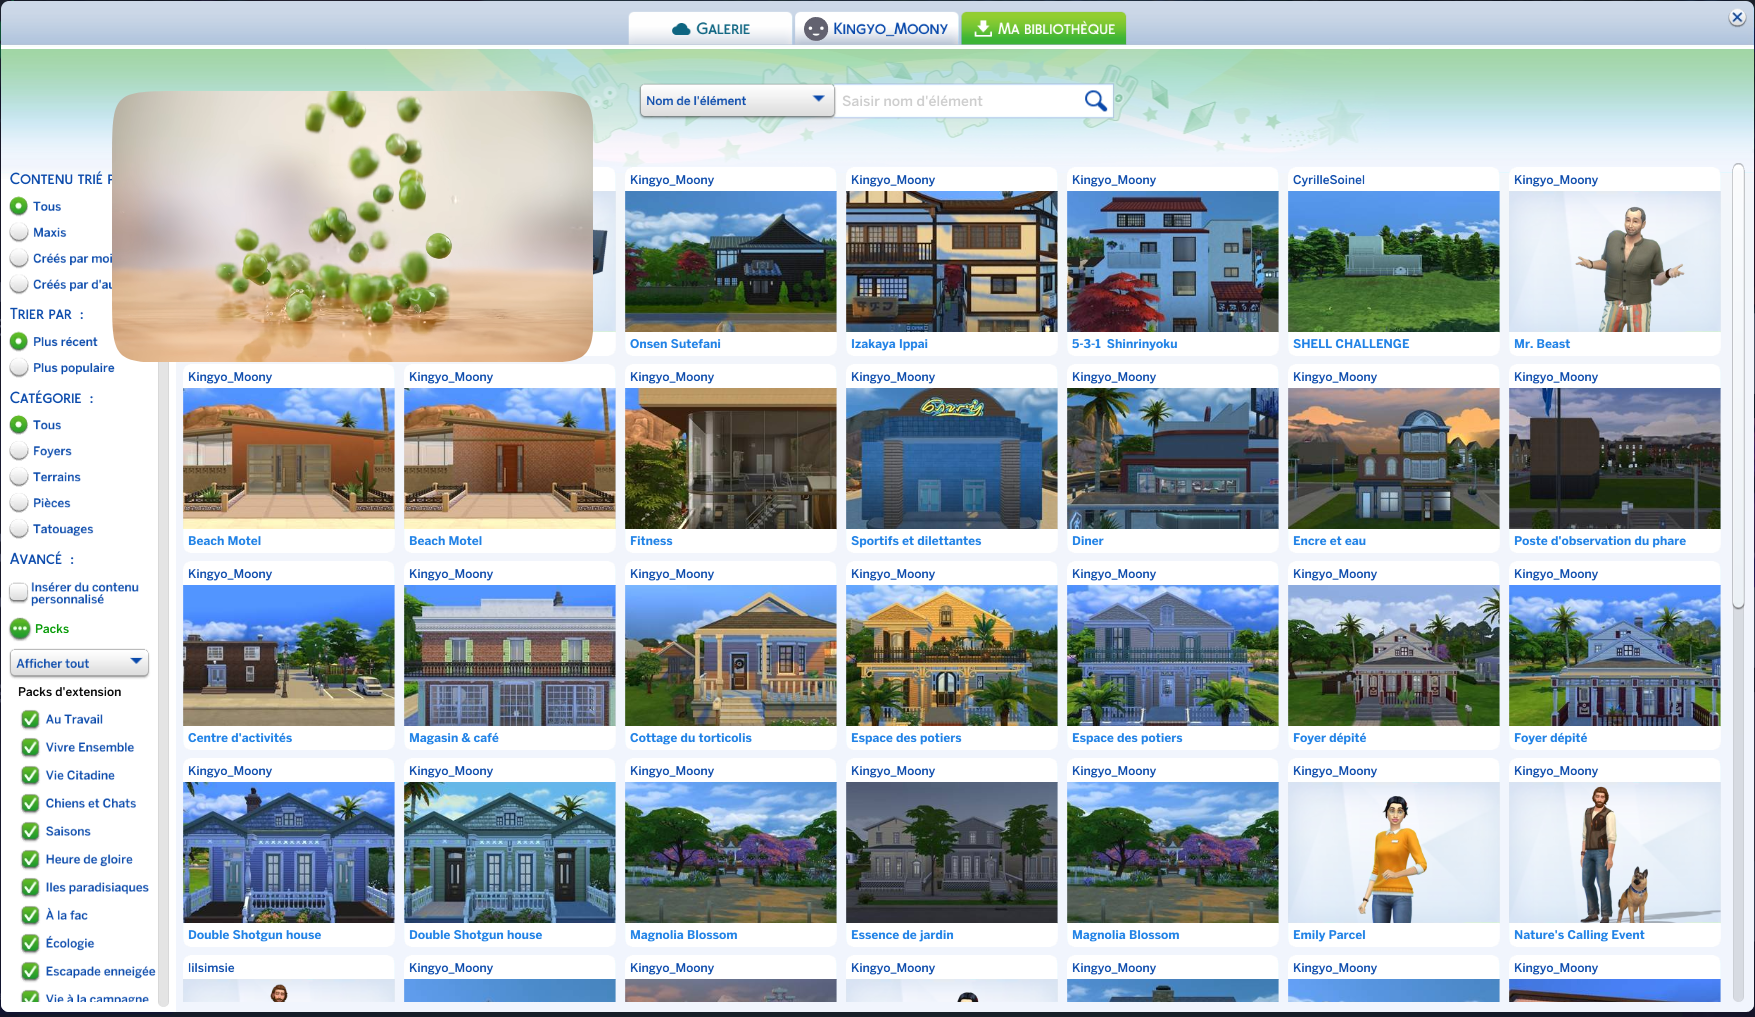 GALERIE
KINGYO_MOONY
MA BIBLIOTHÈQUE
Nom de l'élément
Saisir nom d'élément
CONTENU TRIÉ
Tous
Maxis
Créés par moi
Créés par d'au
TRIER PAR :
Plus récent
Plus populaire
CATÉGORIE :
Tous
Foyers
Terrains
Pièces
Tatouages
AVANCÉ :
Insérer du contenu
personnalisé
Packs
Afficher tout
Packs d'extension
Au Travail
Vivre Ensemble
Vie Citadine
Chiens et Chats
Saisons
Heure de gloire
Iles paradisiaques
À la fac
Écologie
Escapade enneigée
Vie à la campagne
Kingyo_Moony
Kingyo_Moony
Kingyo_Moony
CyrilleSoinel
Kingyo_Moony
Onsen Sutefani
Izakaya Ippai
5-3-1 Shinrinyoku
SHELL CHALLENGE
Mr. Beast
Kingyo_Moony
Kingyo_Moony
Kingyo_Moony
Kingyo_Moony
Kingyo_Moony
Kingyo_Moony
Kingyo_Moony
Beach Motel
Beach Motel
Fitness
Sportifs et dilettantes
Diner
Encre et eau
Poste d'observation du phare
Kingyo_Moony
Kingyo_Moony
Kingyo_Moony
Kingyo_Moony
Kingyo_Moony
Kingyo_Moony
Kingyo_Moony
Centre d'activités
Magasin & café
Cottage du torticolis
Espace des potiers
Espace des potiers
Foyer dépité
Foyer dépité
Kingyo_Moony
Kingyo_Moony
Kingyo_Moony
Kingyo_Moony
Kingyo_Moony
Kingyo_Moony
Kingyo_Moony
Double Shotgun house
Double Shotgun house
Magnolia Blossom
Essence de jardin
Magnolia Blossom
Emily Parcel
Nature's Calling Event
lilsimsie
Kingyo_Moony
Kingyo_Moony
Kingyo_Moony
Kingyo_Moony
Kingyo_Moony
Kingyo_Moony